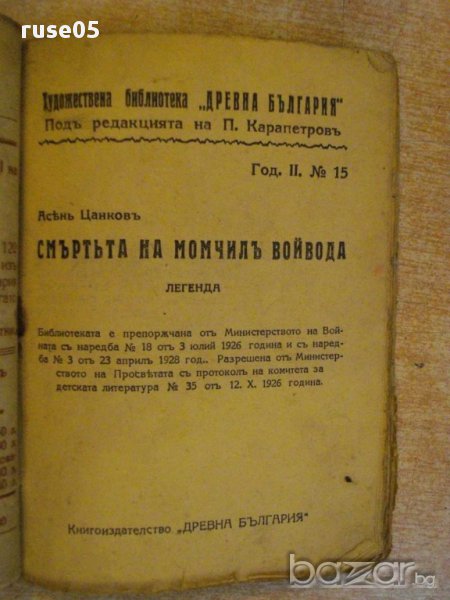 ruse05
Художествена библиотека „ДРЕВНА БЪЛГАРИЯ"
Подъ редакцията на П. Карапетровъ
Год. II. № 15
Асѣнь Цанковъ
СМЪРТЬТА НА МОМЧИЛЪ ВОЙВОДА
ЛЕГЕНДА
Библиотеката е препорѫчана отъ Министерството на Вой-
ната съ наредба № 18 отъ 3 юлий 1926 година и съ наред-
ба № 3 отъ 23 априлъ 1928 год.. Разрешена отъ Министер-
ството на Просвѣтата съ протоколъ на комитета за
детската литература № 35 отъ 12. X. 1926 година.
Книгоиздателство „ДРЕВНА БЪЛГАРИЯ"
bazar.bg